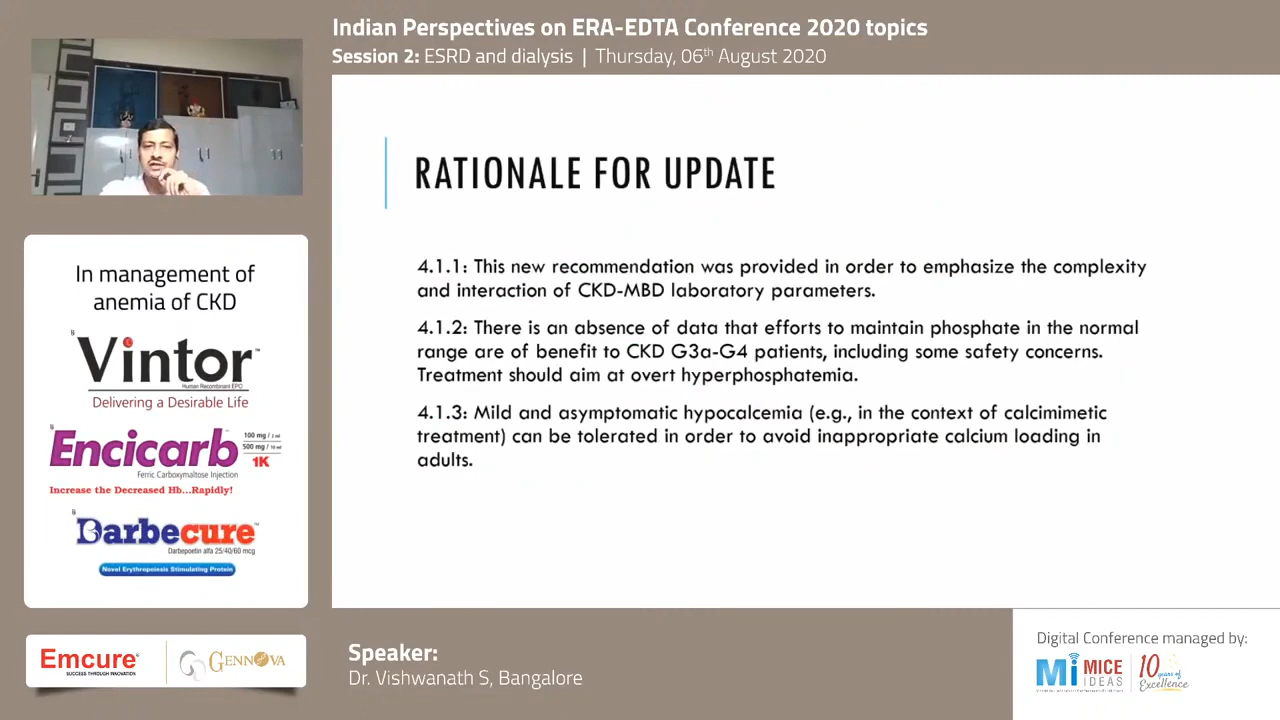 Indian Perspectives on ERA-EDTA Conference 2020 topics
Session 2: ESRD and dialysis | Thursday, 06th August 2020
RATIONALE FOR UPDATE
4.1.1: This new recommendation was provided in order to emphasize the complexity
and interaction of CKD-MBD laboratory parameters.
4.1.2: There is an absence of data that efforts to maintain phosphate in the normal
range are of benefit to CKD G3a-G4 patients, including some safety concerns.
Treatment should aim at overt hyperphosphatemia.
4.1.3: Mild and asymptomatic hypocalcemia (e.g., in the context of calcimimetic
treatment) can be tolerated in order to avoid inappropriate calcium loading in
adults.
In management of
anemia of CKD
Vintor™
Human Recombinant EPO
Delivering a Desirable Life
Encicarb™ 100 mg / 2 ml
500 mg / 10 ml
1K
Ferric Carboxymaltose Injection
Increase the Decreased Hb...Rapidly!
Darbecure™
Darbepoetin alfa 25/40/60 mcg
Novel Erythropoiesis Stimulating Protein
Emcure®
SUCCESS THROUGH INNOVATION
GENNOVA
Speaker:
Dr. Vishwanath S, Bangalore
Digital Conference managed by:
Mi MICE
IDEAS
10 years of
Excellence